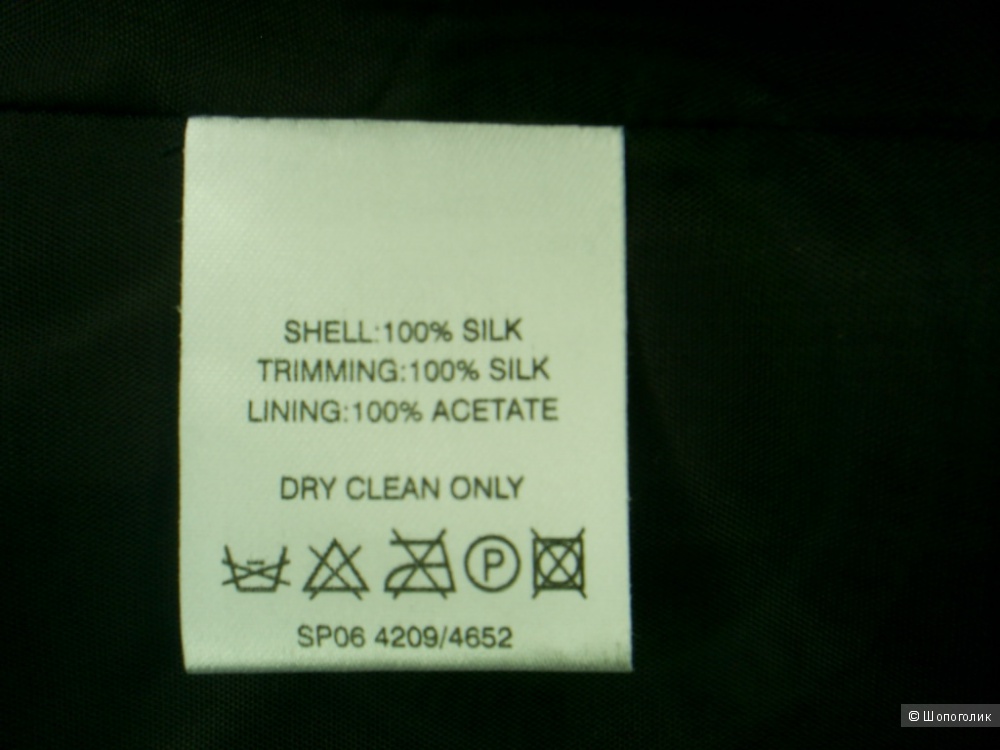 SHELL:100% SILK
TRIMMING:100% SILK
LINING:100% ACETATE
DRY CLEAN ONLY
P
SP06 4209/4652
© Шопоголик